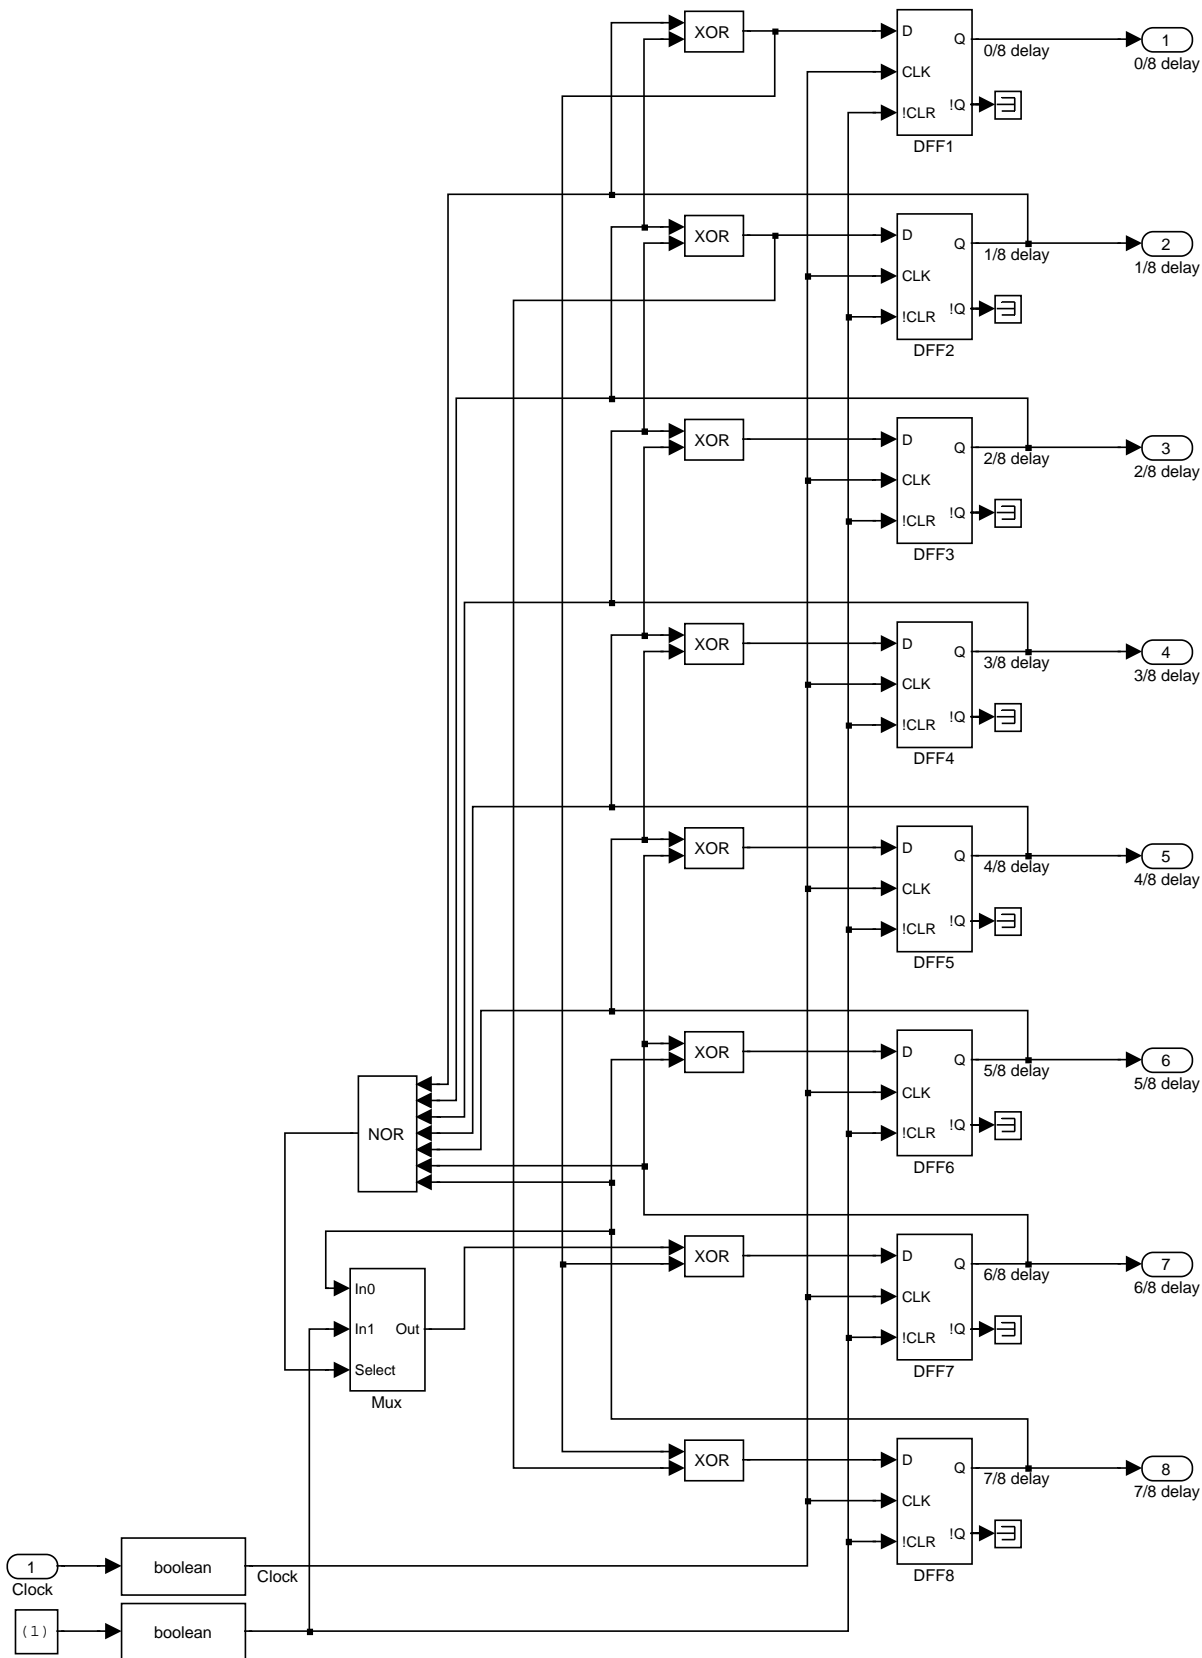 XOR
D
Q
0/8 delay
1
0/8 delay
CLK
!Q
!CLR
DFF1
XOR
D
Q
1/8 delay
2
1/8 delay
CLK
!Q
!CLR
DFF2
XOR
D
Q
2/8 delay
3
2/8 delay
CLK
!Q
!CLR
DFF3
XOR
D
Q
3/8 delay
4
3/8 delay
CLK
!Q
!CLR
DFF4
XOR
D
Q
4/8 delay
5
4/8 delay
CLK
!Q
!CLR
DFF5
XOR
D
Q
5/8 delay
6
5/8 delay
CLK
!Q
!CLR
DFF6
NOR
XOR
D
Q
6/8 delay
7
6/8 delay
CLK
!Q
!CLR
DFF7
In0
In1
Out
Select
Mux
XOR
D
Q
7/8 delay
8
7/8 delay
CLK
!Q
!CLR
DFF8
1
Clock
boolean
Clock
(1)
boolean